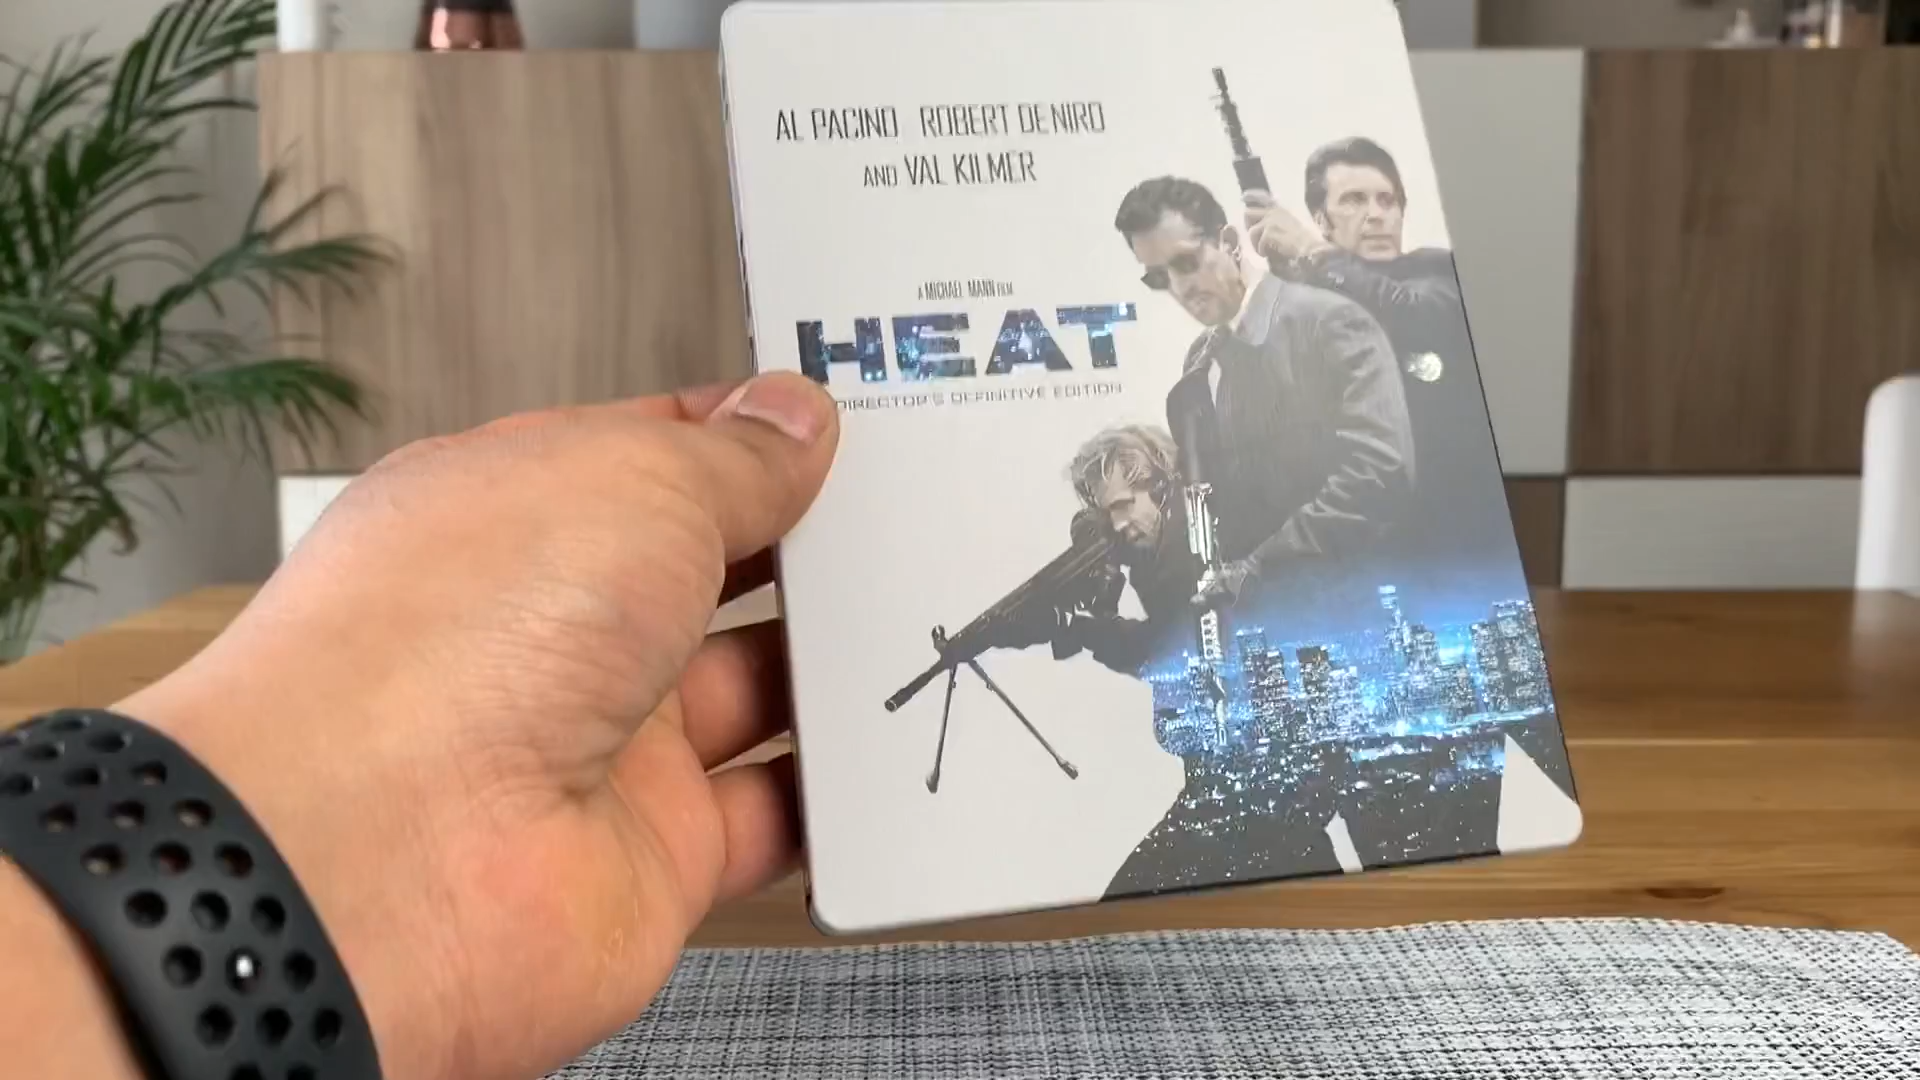 AL PACINO ROBERT DE NIRO
AND VAL KILMER
A MICHAEL MANN FILM
HEAT
DIRECTOR'S DEFINITIVE EDITION